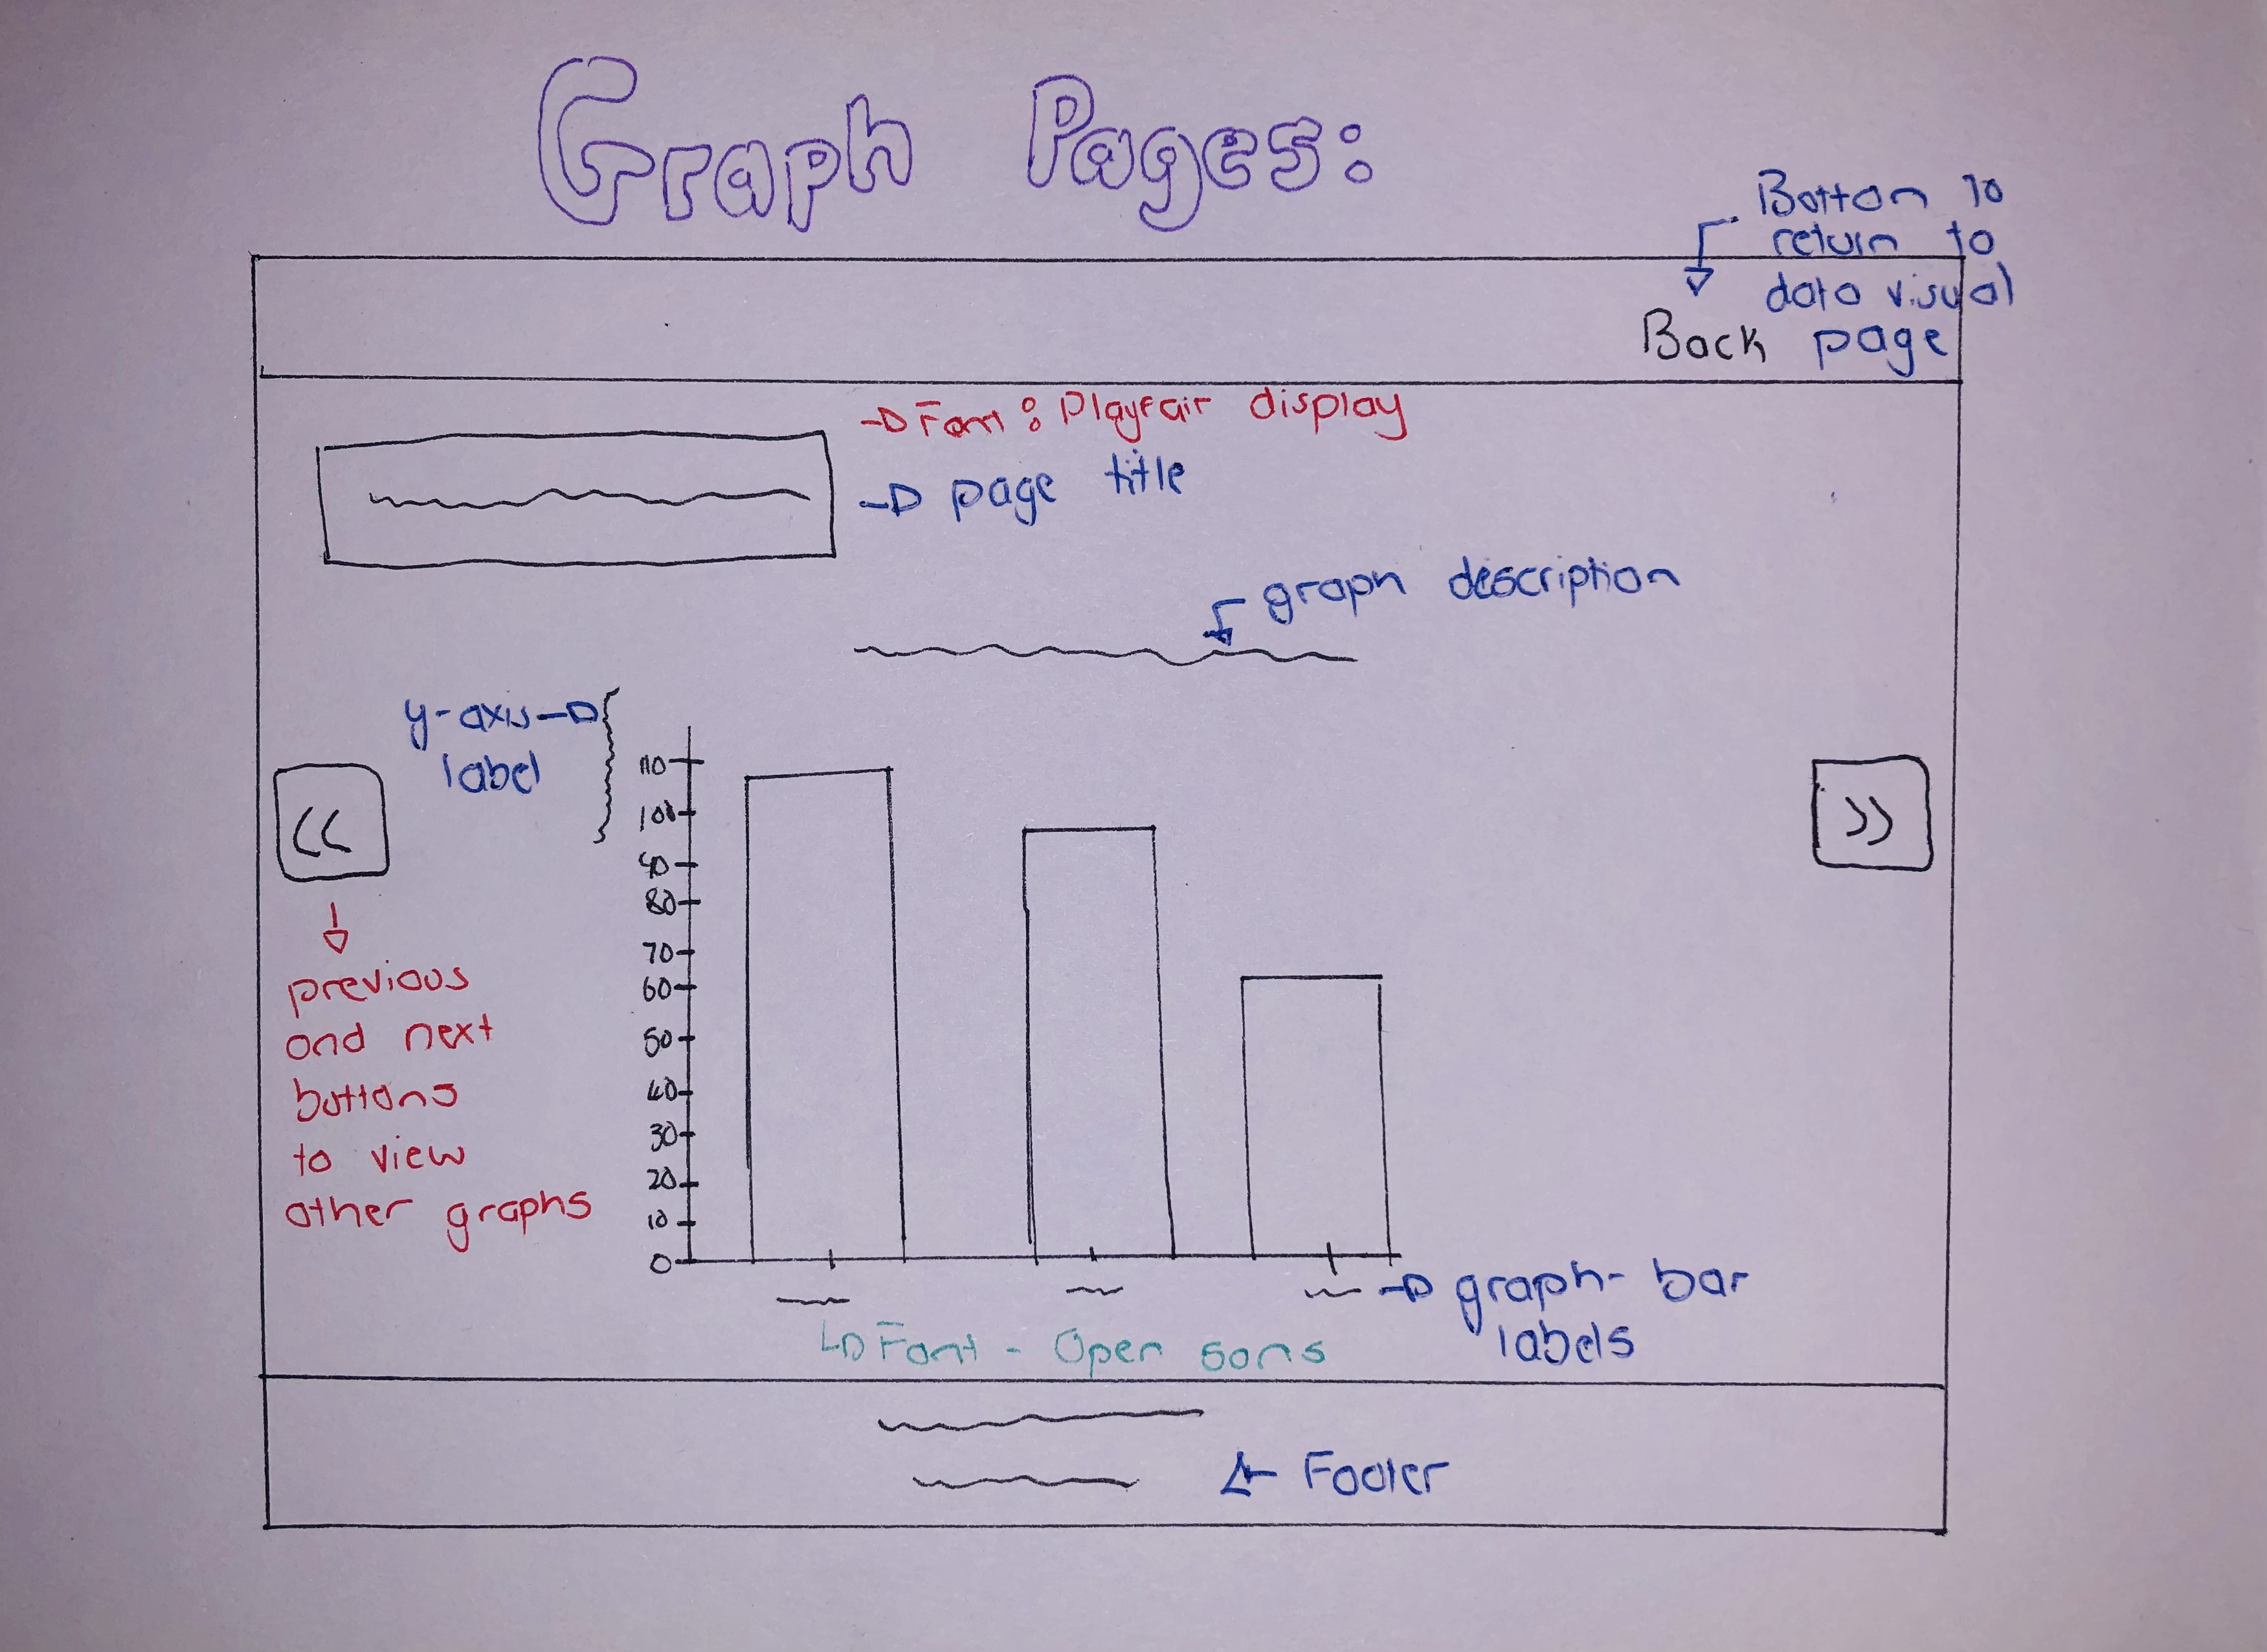 Graph Pages:
Button to
return to
data visual
page
Back
Font: Playfair display
page title
graph description
y-axis
label
110
100
90
80
70
60
50
40
30
20
10
0
<<
>>
previous
and next
buttons
to view
other graphs
graph-bar
labels
Font - Open sans
Footer